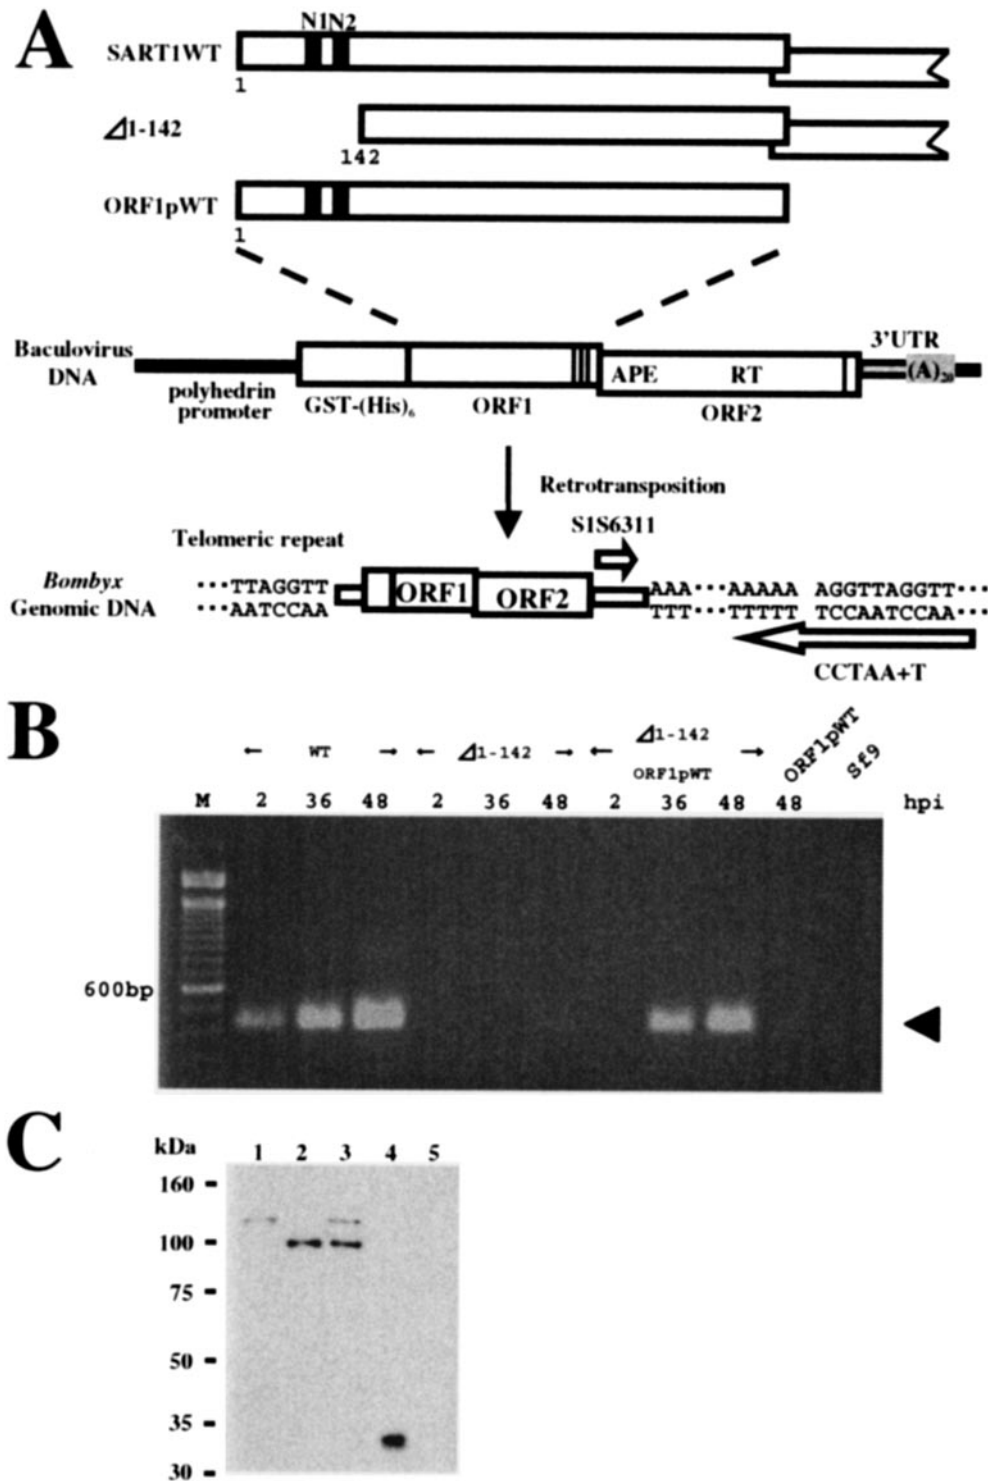 A
N1N2
SART1WT
1
⊿1-142
142
ORF1pWT
1
Baculovirus DNA
polyhedrin promoter
GST-(His)₆
ORF1
APE RT
ORF2
3'UTR
(A)₂₀
Retrotransposition
S1S6311
Telomeric repeat
Bombyx Genomic DNA
···TTAGGTT ORF1 ORF2 AAA···AAAAA AGGTTAGGTT···
···AATCCAA TTT···TTTTT TCCAATCCAA···
CCTAA+T
B
← WT → ← ⊿1-142 → ← ⊿1-142 ORF1pWT → ORF1pWT Sf9
M 2 36 48 2 36 48 2 36 48 48 hpi
600bp
C
kDa 1 2 3 4 5
160
100
75
50
35
30